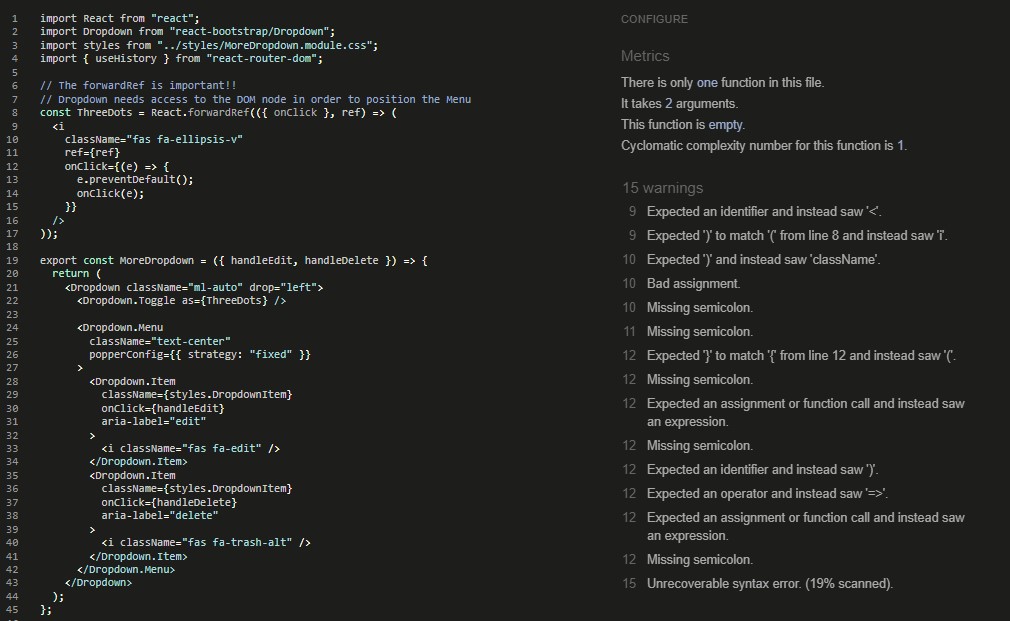 1 import React from "react";
2 import Dropdown from "react-bootstrap/Dropdown";
3 import styles from "../styles/MoreDropdown.module.css";
4 import { useHistory } from "react-router-dom";
5
6 // The forwardRef is important!!
7 // Dropdown needs access to the DOM node in order to position the Menu
8 const ThreeDots = React.forwardRef(({ onClick }, ref) => (
9   <i
10     className="fas fa-ellipsis-v"
11     ref={ref}
12     onClick={(e) => {
13       e.preventDefault();
14       onClick(e);
15     }}
16   />
17 ));
18
19 export const MoreDropdown = ({ handleEdit, handleDelete }) => {
20   return (
21     <Dropdown className="ml-auto" drop="left">
22       <Dropdown.Toggle as={ThreeDots} />
23
24       <Dropdown.Menu
25         className="text-center"
26         popperConfig={{ strategy: "fixed" }}
27       >
28         <Dropdown.Item
29           className={styles.DropdownItem}
30           onClick={handleEdit}
31           aria-label="edit"
32         >
33           <i className="fas fa-edit" />
34         </Dropdown.Item>
35         <Dropdown.Item
36           className={styles.DropdownItem}
37           onClick={handleDelete}
38           aria-label="delete"
39         >
40           <i className="fas fa-trash-alt" />
41         </Dropdown.Item>
42       </Dropdown.Menu>
43     </Dropdown>
44   );
45 };
CONFIGURE
Metrics
There is only one function in this file.
It takes 2 arguments.
This function is empty.
Cyclomatic complexity number for this function is 1.
15 warnings
9 Expected an identifier and instead saw '<'.
9 Expected ')' to match '(' from line 8 and instead saw 'i'.
10 Expected ')' and instead saw 'className'.
10 Bad assignment.
10 Missing semicolon.
11 Missing semicolon.
12 Expected '}' to match '{' from line 12 and instead saw '('.
12 Missing semicolon.
12 Expected an assignment or function call and instead saw
an expression.
12 Missing semicolon.
12 Expected an identifier and instead saw ')'.
12 Expected an operator and instead saw '=>'.
12 Expected an assignment or function call and instead saw
an expression.
12 Missing semicolon.
15 Unrecoverable syntax error. (19% scanned).